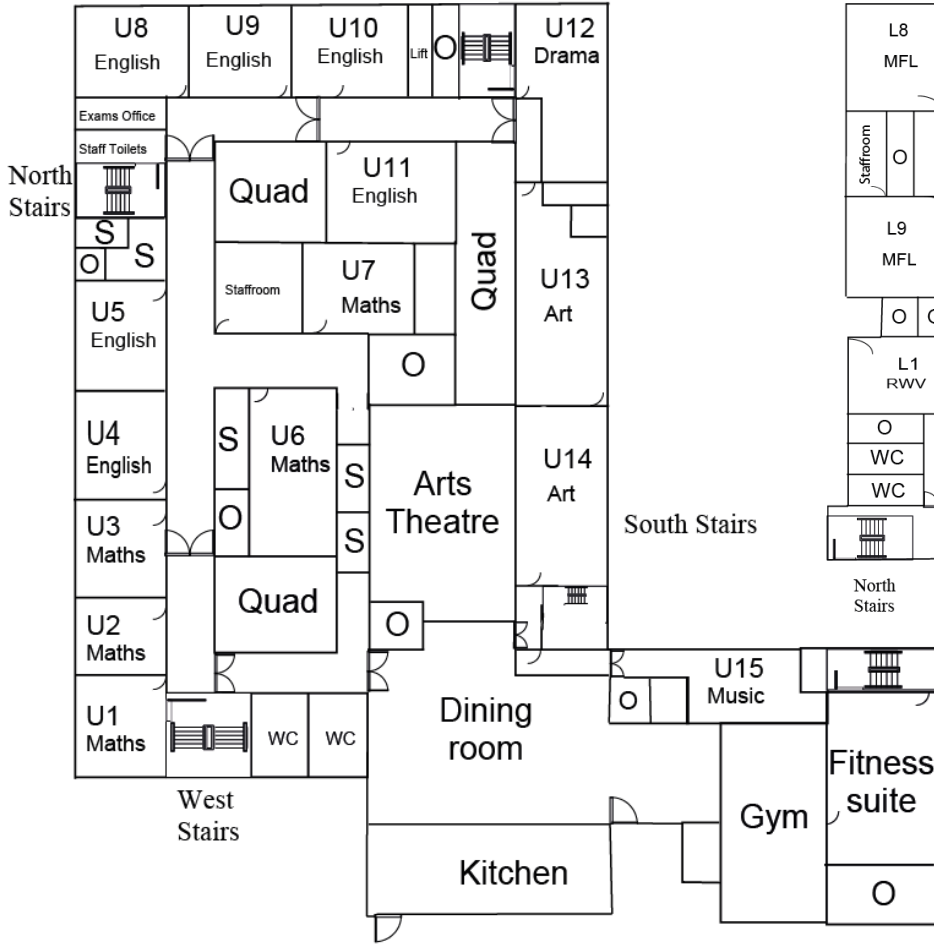 U8
English
U9
English
U10
English
Lift
O
U12
Drama
L8
MFL
Exams Office
Staff Toilets
North
Stairs
Quad
U11
English
Staffroom
O
S
S
O
Staffroom
U7
Maths
Quad
U13
Art
L9
MFL
U5
English
O
O
O
L1
RWV
U4
English
S
U6
Maths
S
Arts
Theatre
U14
Art
O
WC
WC
U3
Maths
O
S
South Stairs
North
Stairs
U2
Maths
Quad
O
U1
Maths
WC
WC
Dining
room
O
U15
Music
West
Stairs
Gym
Fitness
suite
Kitchen
O